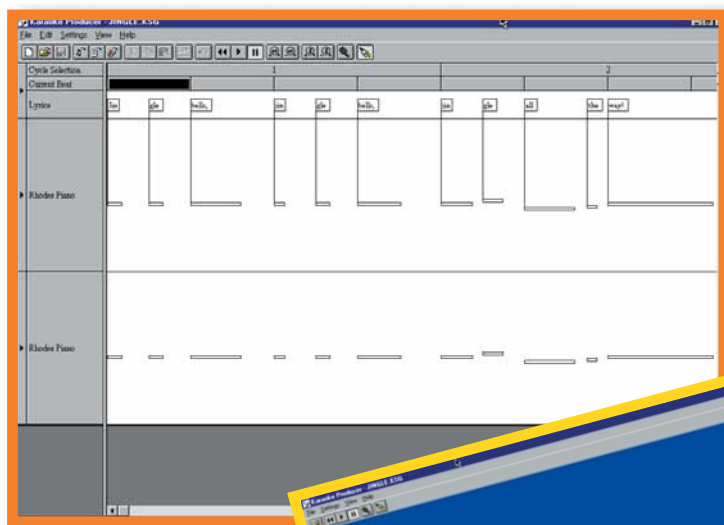 Karaoke Producer - JINGLE.KSG
File Edit Settings View Help
Cycle Selection 1 2
Current Beat
Lyrics Jin gle bells, jin gle bells, jin gle all the way!
Rhodes Piano
Rhodes Piano
Karaoke Producer - JINGLE.KSG
File Settings View Help